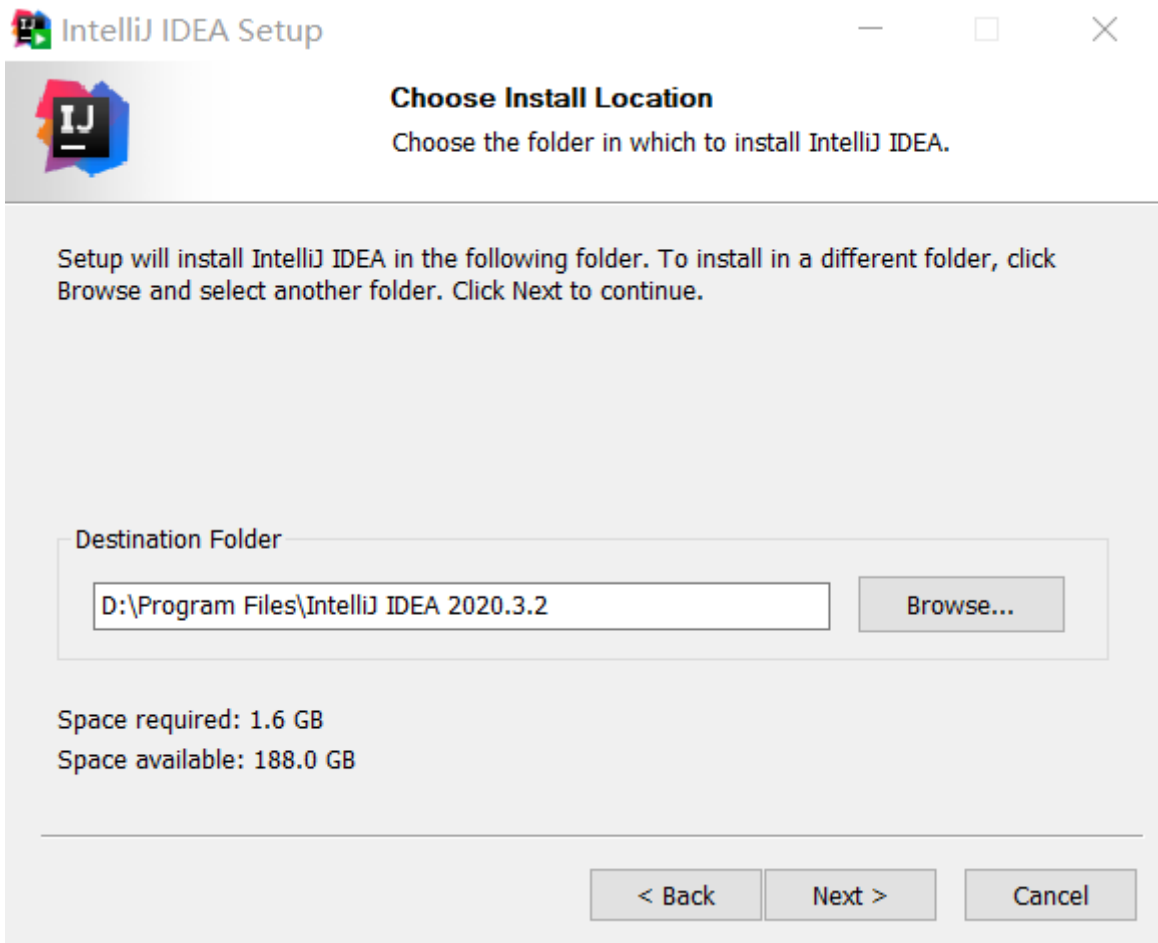 IntelliJ IDEA Setup
IJ
Choose Install Location
Choose the folder in which to install IntelliJ IDEA.
Setup will install IntelliJ IDEA in the following folder. To install in a different folder, click
Browse and select another folder. Click Next to continue.
Destination Folder
D:\Program Files\IntelliJ IDEA 2020.3.2
Browse...
Space required: 1.6 GB
Space available: 188.0 GB
< Back
Next >
Cancel